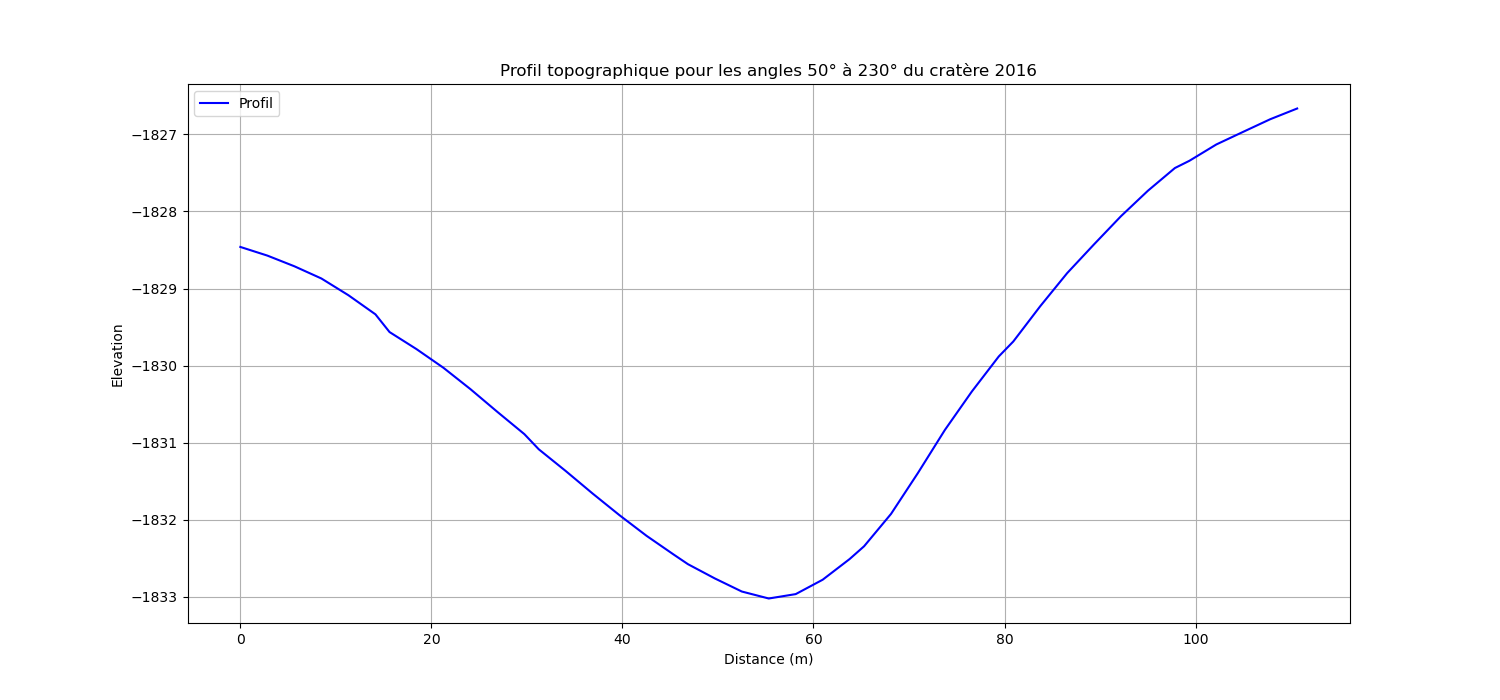 Profil topographique pour les angles 50° à 230° du cratère 2016
Profil
−1827
−1828
−1829
−1830
−1831
−1832
−1833
Elevation
0 20 40 60 80 100
Distance (m)